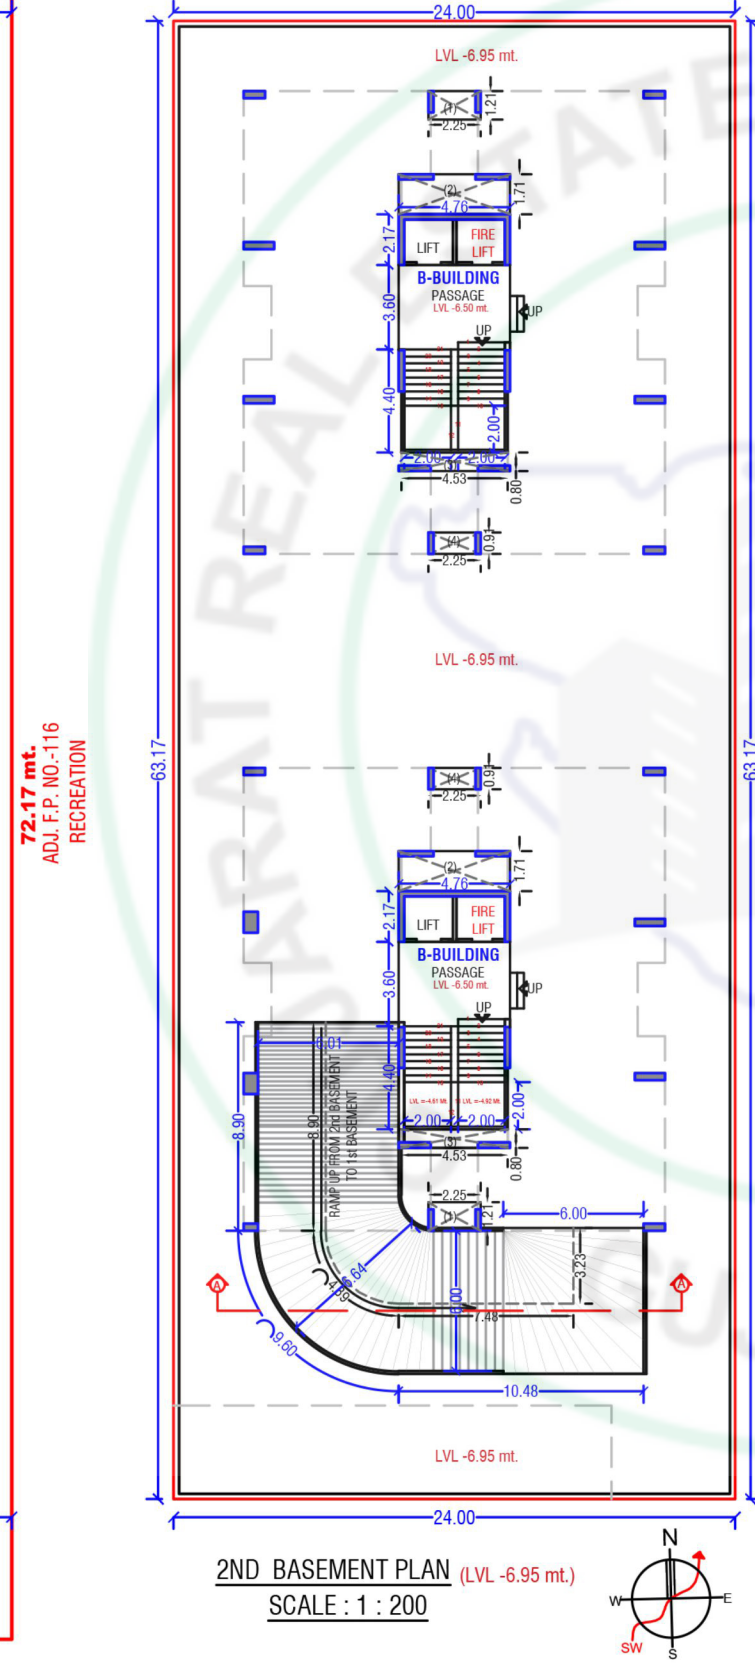 24.00
LVL -6.95 mt.
(1)
1.21
2.25
(2)
1.71
4.76
2.17
LIFT
FIRE
LIFT
B-BUILDING
PASSAGE
LVL -6.50 mt.
3.60
UP
UP
4.40
2.00
2.00
2.00
4.53
0.80
(4)
0.91
2.25
LVL -6.95 mt.
72.17 mt.
ADJ. F.P. NO.-116
RECREATION
63.17
63.17
(4)
0.91
2.25
(2)
1.71
4.76
2.17
LIFT
FIRE
LIFT
B-BUILDING
PASSAGE
LVL -6.50 mt.
3.60
UP
UP
4.40
2.00
2.00
2.00
(3)
4.53
0.80
8.90
8.90
RAMP UP FROM 2nd BASEMENT
TO 1st BASEMENT
2.25
(1)
1.21
6.00
3.23
6.64
6.00
A
A
7.48
9.60
10.48
LVL -6.95 mt.
24.00
2ND BASEMENT PLAN (LVL -6.95 mt.)
SCALE : 1 : 200
N
W
E
SW
S
GUJARAT REAL ESTATE